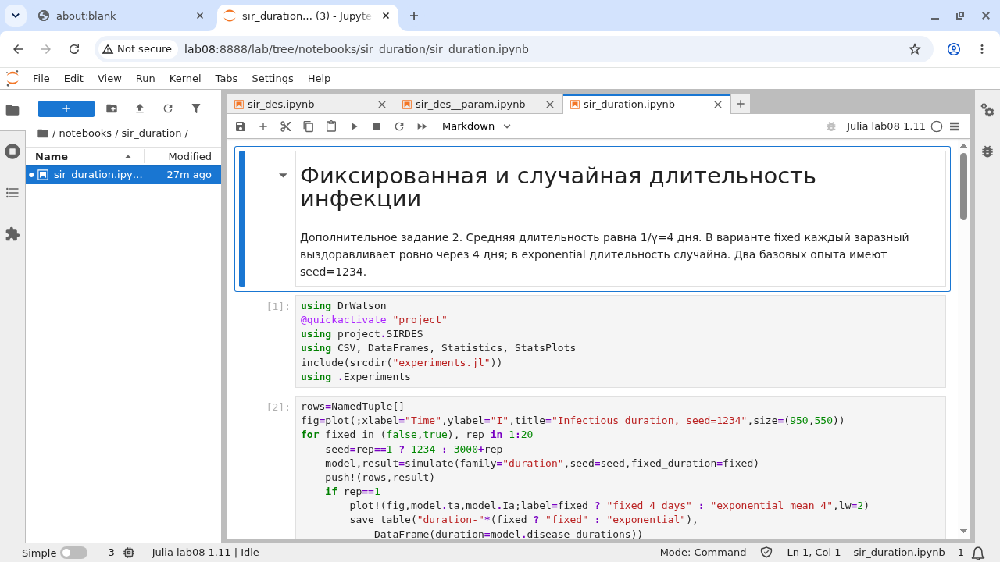 about:blank
sir_duration… (3) - Jupyte
Not secure
lab08:8888/lab/tree/notebooks/sir_duration/sir_duration.ipynb
File Edit View Run Kernel Tabs Settings Help
/ notebooks / sir_duration /
Name Modified
sir_duration.ipy… 27m ago
sir_des.ipynb
sir_des__param.ipynb
sir_duration.ipynb
Markdown
Julia lab08 1.11
Фиксированная и случайная длительность
инфекции
Дополнительное задание 2. Средняя длительность равна 1/γ=4 дня. В варианте fixed каждый заразный
выздоравливает ровно через 4 дня; в exponential длительность случайна. Два базовых опыта имеют
seed=1234.
[1]:
using DrWatson
@quickactivate "project"
using project.SIRDES
using CSV, DataFrames, Statistics, StatsPlots
include(srcdir("experiments.jl"))
using .Experiments
[2]:
rows=NamedTuple[]
fig=plot(;xlabel="Time",ylabel="I",title="Infectious duration, seed=1234",size=(950,550))
for fixed in (false,true), rep in 1:20
    seed=rep==1 ? 1234 : 3000+rep
    model,result=simulate(family="duration",seed=seed,fixed_duration=fixed)
    push!(rows,result)
    if rep==1
        plot!(fig,model.ta,model.Ia;label=fixed ? "fixed 4 days" : "exponential mean 4",lw=2)
        save_table("duration-"*(fixed ? "fixed" : "exponential"),
            DataFrame(duration=model.disease_durations))
Simple 3 Julia lab08 1.11 | Idle Mode: Command Ln 1, Col 1 sir_duration.ipynb 1